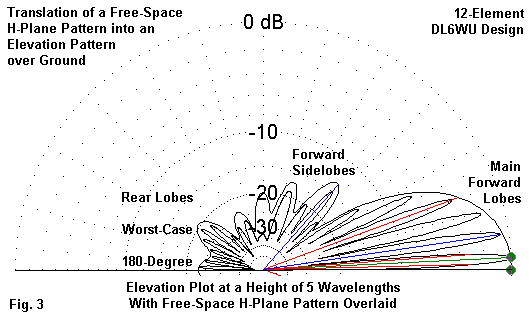 Translation of a Free-Space
H-Plane Pattern into an
Elevation Pattern
over Ground
0 dB
12-Element
DL6WU Design
-10
Forward
Sidelobes
Main
Forward
Lobes
-20
Rear Lobes
-30
Worst-Case
180-Degree
Elevation Plot at a Height of 5 Wavelengths
With Free-Space H-Plane Pattern Overlaid
Fig. 3